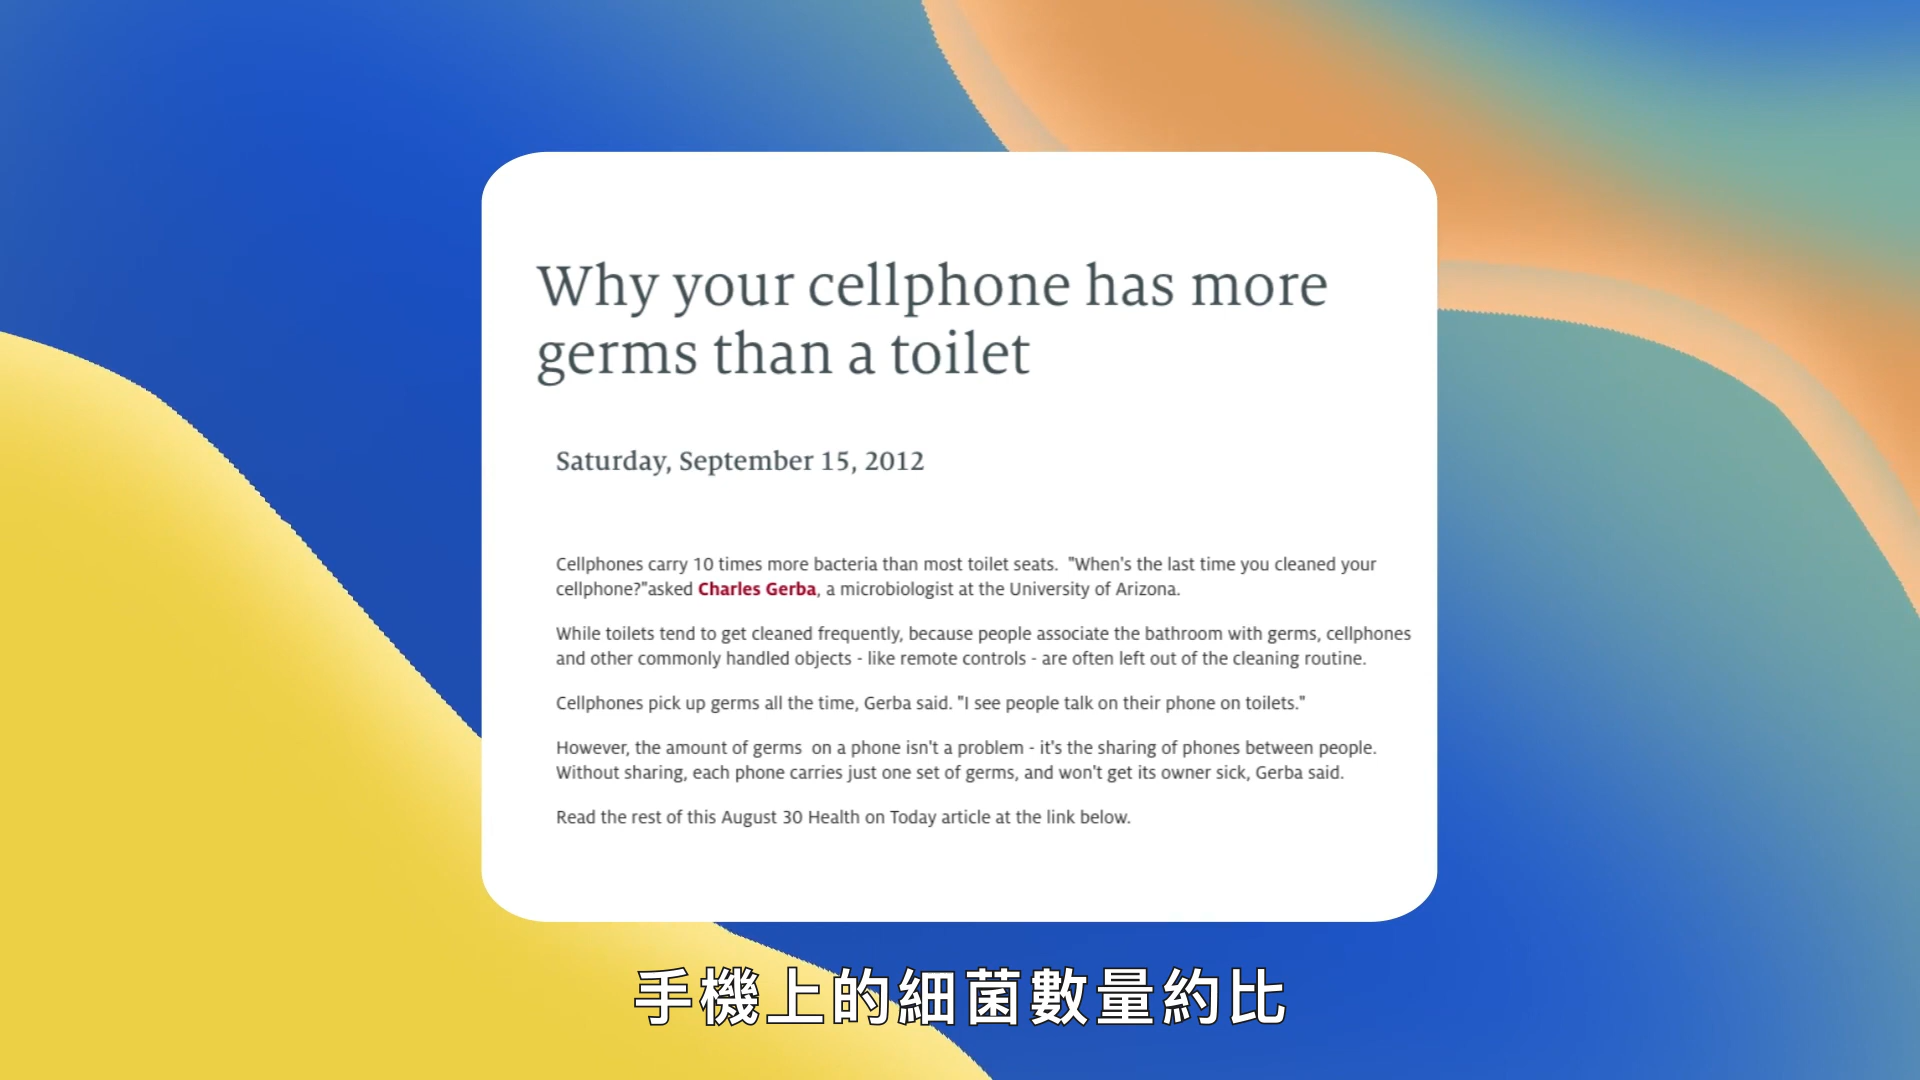 Why your cellphone has more
germs than a toilet
Saturday, September 15, 2012
Cellphones carry 10 times more bacteria than most toilet seats.  "When's the last time you cleaned your
cellphone?"asked Charles Gerba, a microbiologist at the University of Arizona.
While toilets tend to get cleaned frequently, because people associate the bathroom with germs, cellphones
and other commonly handled objects - like remote controls - are often left out of the cleaning routine.
Cellphones pick up germs all the time, Gerba said. "I see people talk on their phone on toilets."
However, the amount of germs  on a phone isn't a problem - it's the sharing of phones between people.
Without sharing, each phone carries just one set of germs, and won't get its owner sick, Gerba said.
Read the rest of this August 30 Health on Today article at the link below.
手機上的細菌數量約比